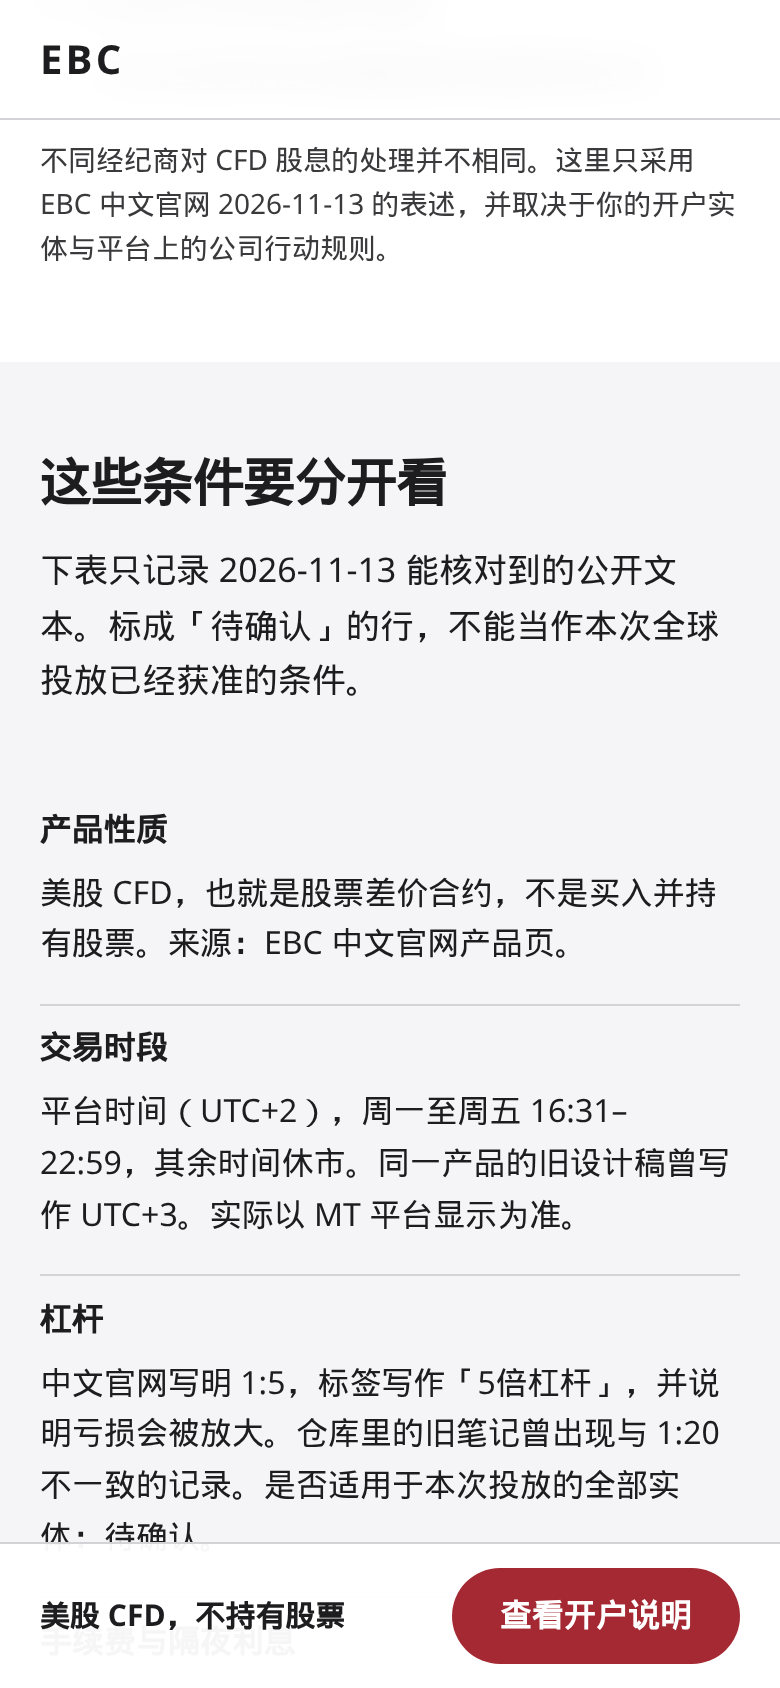 EBC
不同经纪商对 CFD 股息的处理并不相同。这里只采用
EBC 中文官网 2026-11-13 的表述，并取决于你的开户实
体与平台上的公司行动规则。
这些条件要分开看
下表只记录 2026-11-13 能核对到的公开文
本。标成「待确认」的行，不能当作本次全球
投放已经获准的条件。
产品性质
美股 CFD，也就是股票差价合约，不是买入并持
有股票。来源：EBC 中文官网产品页。
交易时段
平台时间（UTC+2），周一至周五 16:31–
22:59，其余时间休市。同一产品的旧设计稿曾写
作 UTC+3。实际以 MT 平台显示为准。
杠杆
中文官网写明 1:5，标签写作「5倍杠杆」，并说
明亏损会被放大。仓库里的旧笔记曾出现与 1:20
不一致的记录。是否适用于本次投放的全部实
体：待确认。
美股 CFD，不持有股票
查看开户说明
手续费与隔夜利息